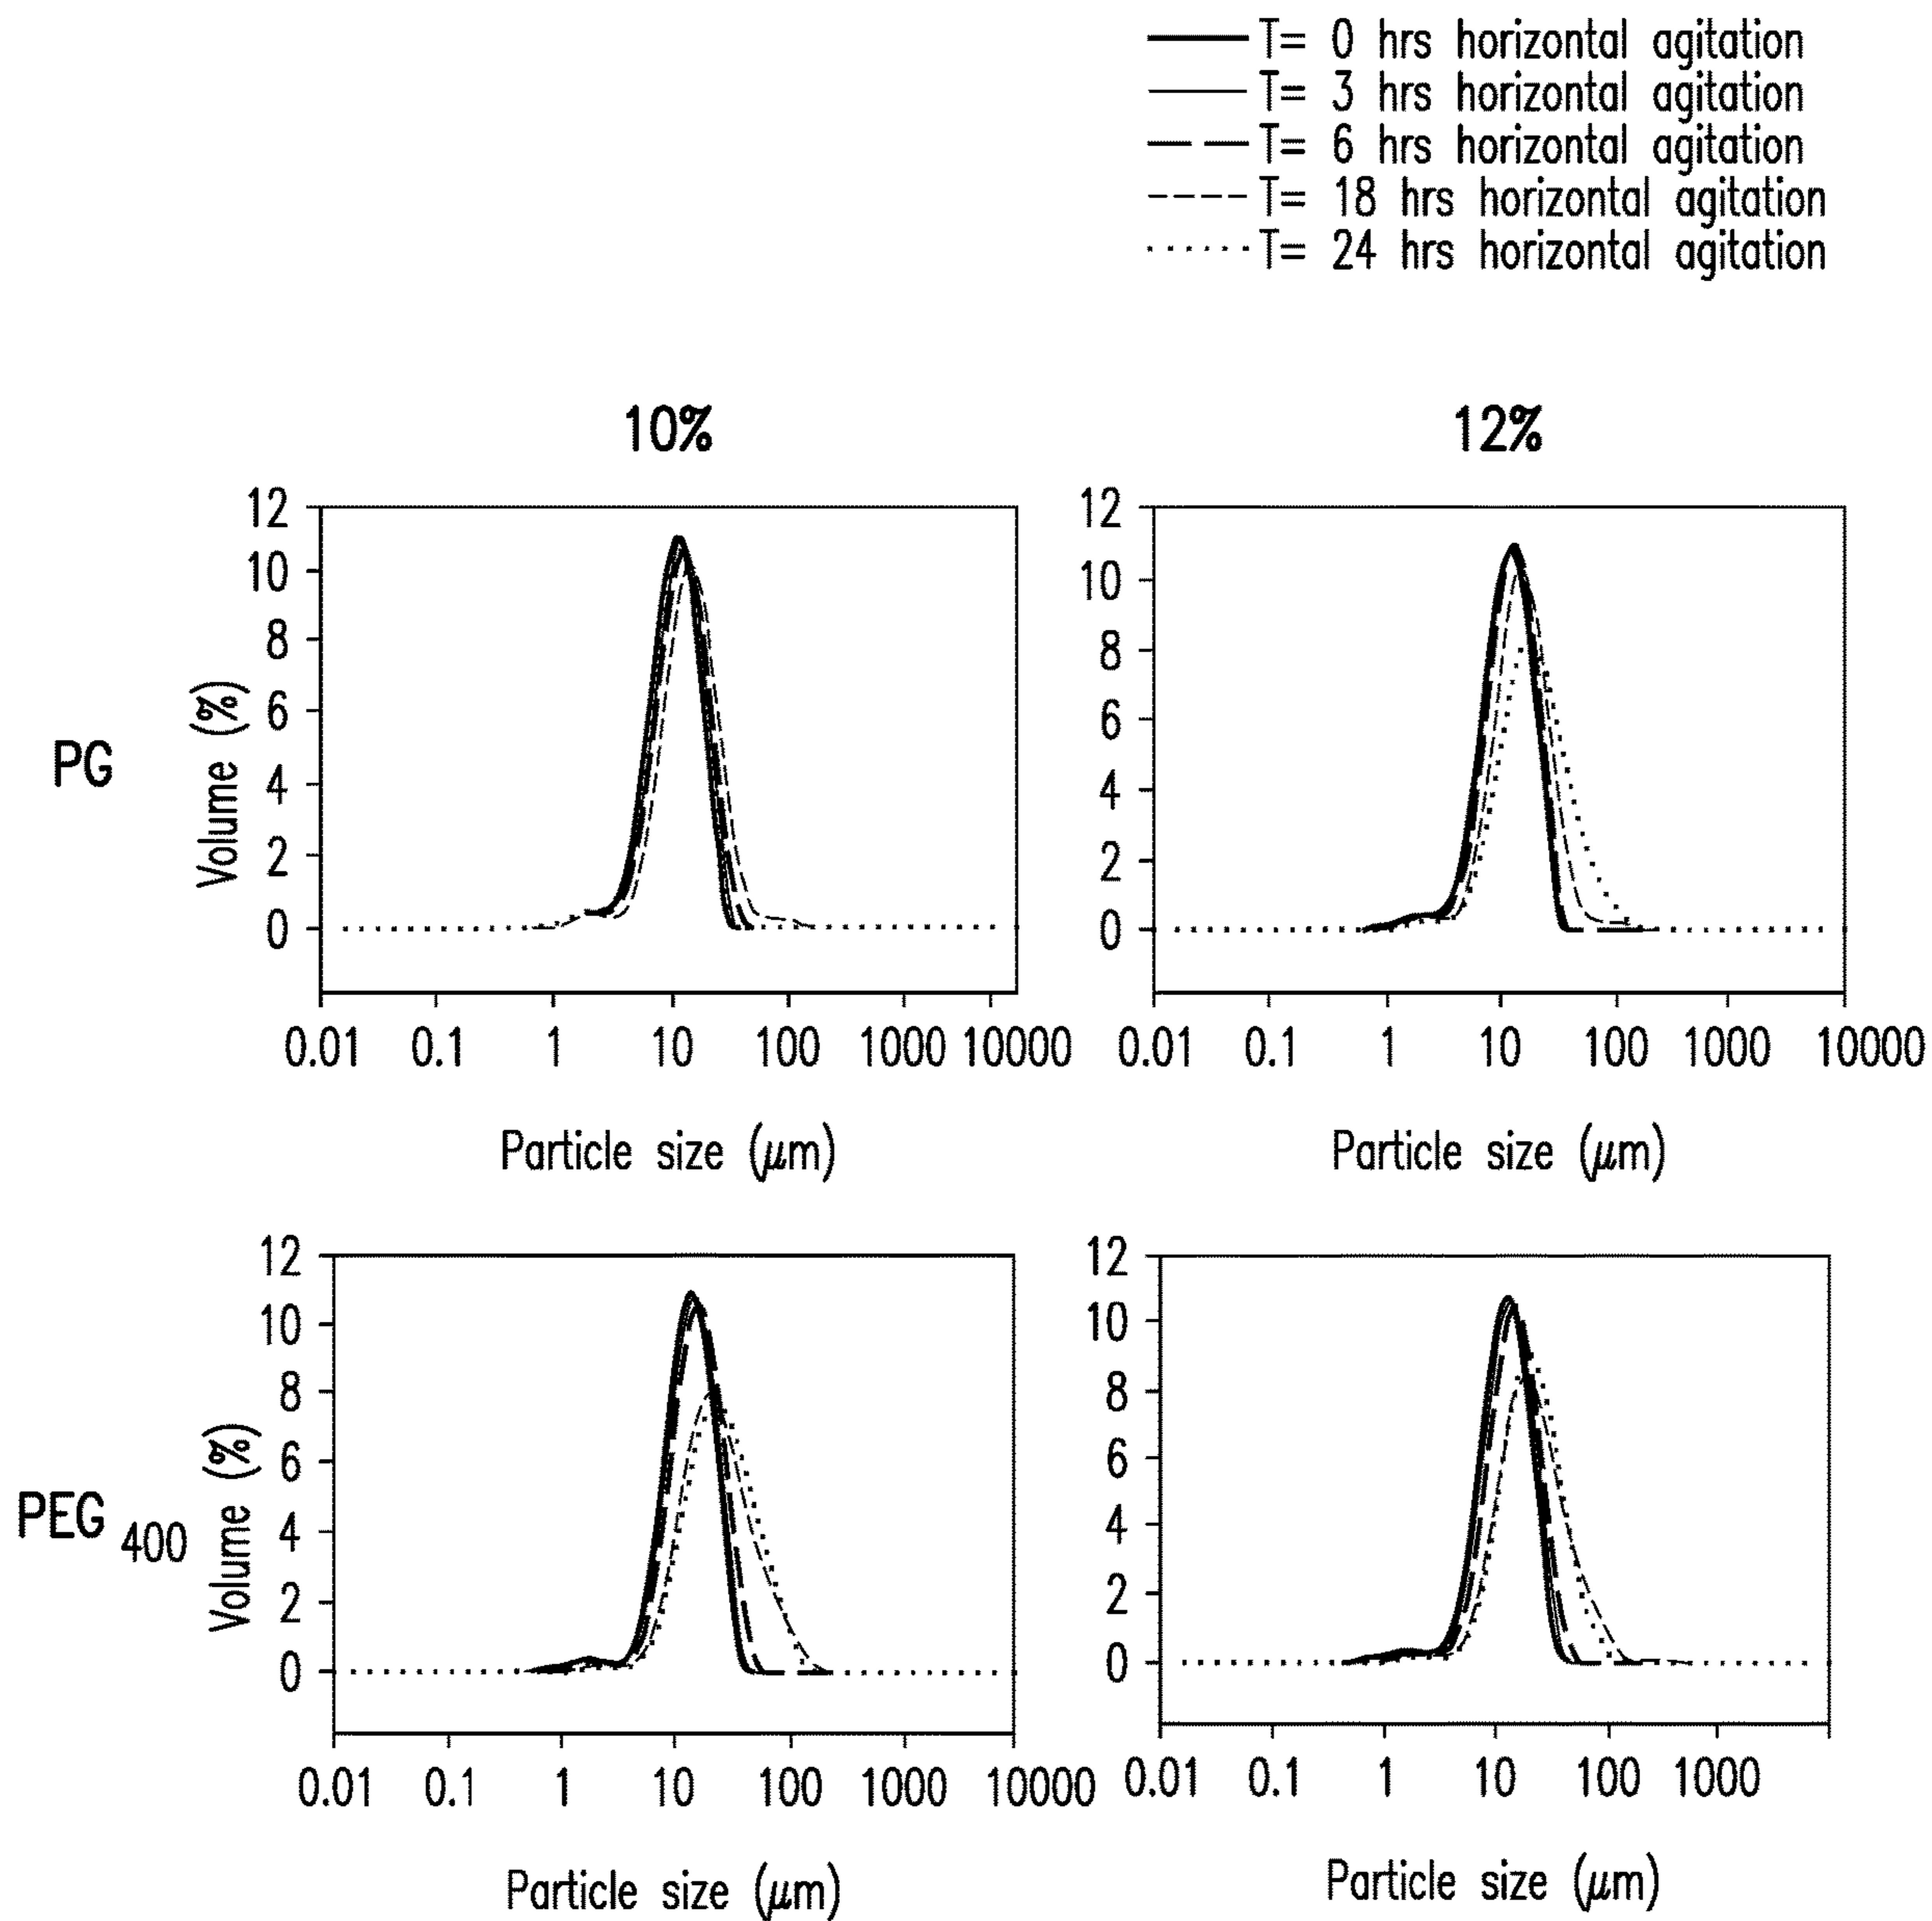 T= 0 hrs horizontal agitation
T= 3 hrs horizontal agitation
T= 6 hrs horizontal agitation
T= 18 hrs horizontal agitation
T= 24 hrs horizontal agitation
10%
12%
PG
Volume (%)
12
10
8
6
4
2
0
0.01 0.1 1 10 100 1000 10000
Particle size (μm)
12
10
8
6
4
2
0
0.01 0.1 1 10 100 1000 10000
Particle size (μm)
PEG 400
Volume (%)
12
10
8
6
4
2
0
0.01 0.1 1 10 100 1000 10000
Particle size (μm)
12
10
8
6
4
2
0
0.01 0.1 1 10 100 1000
Particle size (μm)